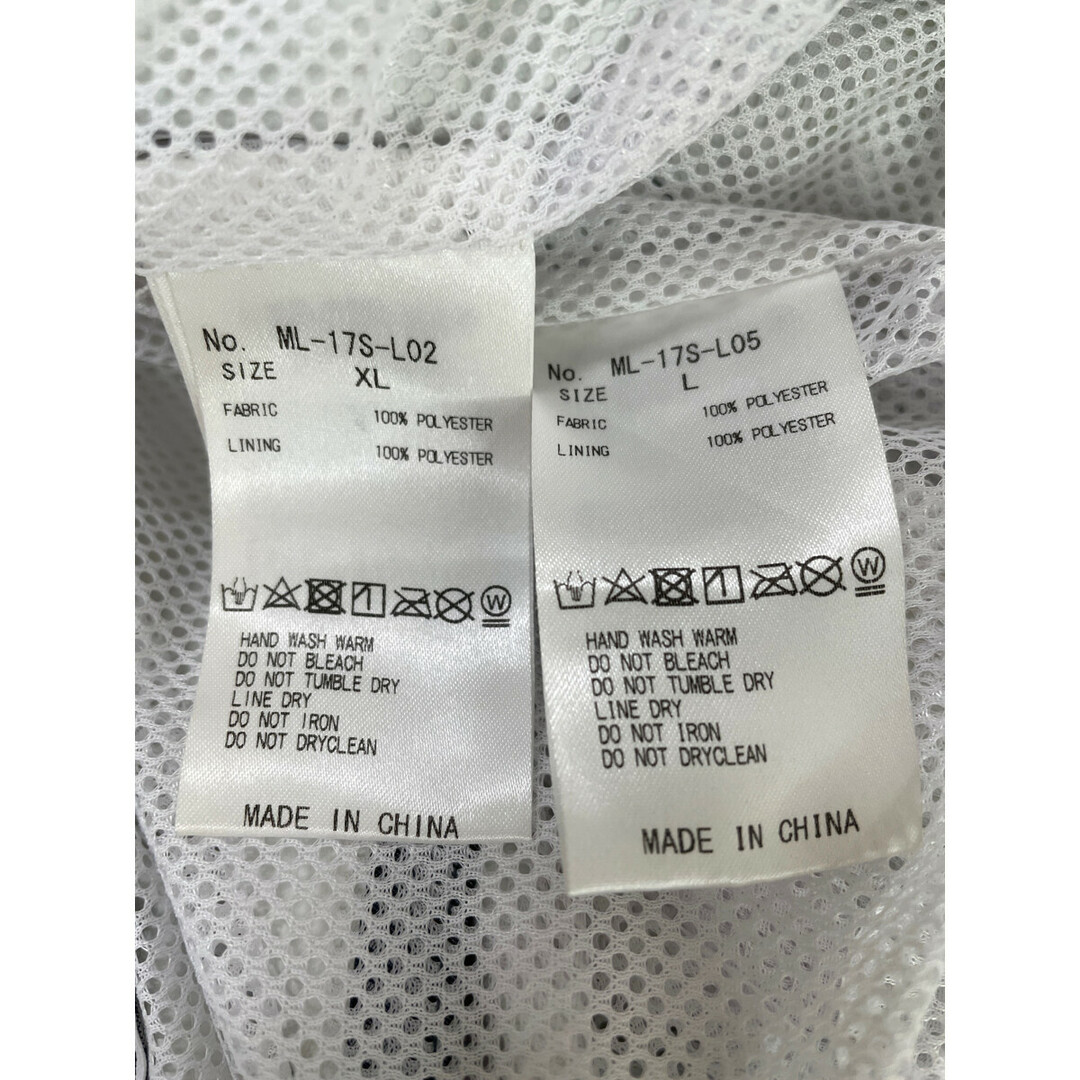 No. ML-17S-L02
SIZE XL
FABRIC 100% POLYESTER
LINING 100% POLYESTER
W
HAND WASH WARM
DO NOT BLEACH
DO NOT TUMBLE DRY
LINE DRY
DO NOT IRON
DO NOT DRYCLEAN
MADE IN CHINA
No. ML-17S-L05
SIZE L
FABRIC 100% POLYESTER
LINING 100% POLYESTER
W
HAND WASH WARM
DO NOT BLEACH
DO NOT TUMBLE DRY
LINE DRY
DO NOT IRON
DO NOT DRYCLEAN
MADE IN CHINA